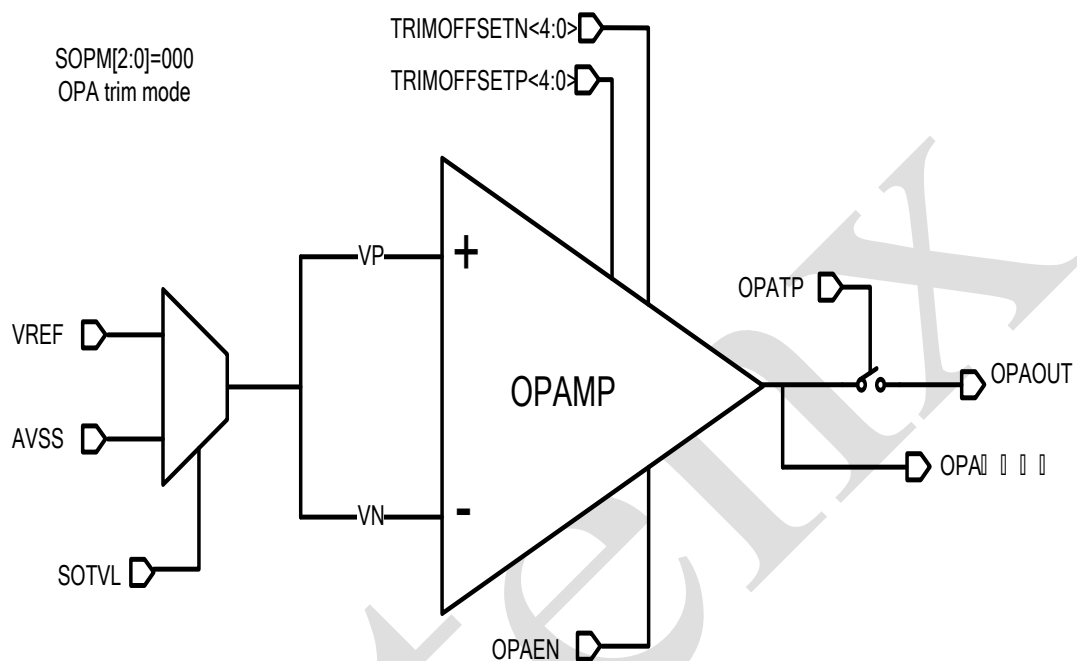 TRIMOFFSETN<4:0>
SOPM[2:0]=000
OPA trim mode
TRIMOFFSETP<4:0>
VP
+
OPATP
VREF
OPAMP
OPAOUT
AVSS
OPA
VN
-
SOTVL
OPAEN